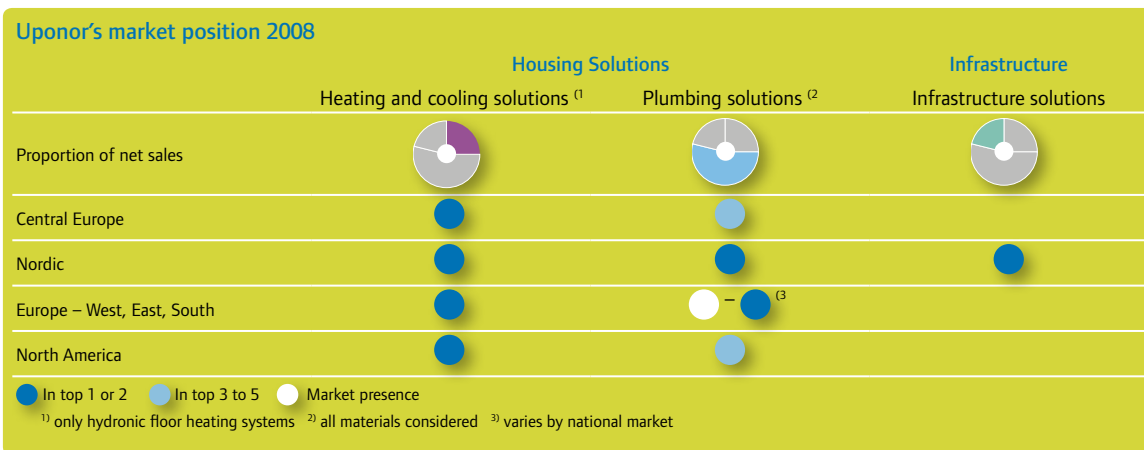 Uponor's market position 2008
Housing Solutions Infrastructure
Heating and cooling solutions (1 Plumbing solutions (2 Infrastructure solutions
Proportion of net sales
Central Europe
Nordic
Europe – West, East, South – (3
North America
In top 1 or 2 In top 3 to 5 Market presence
1) only hydronic floor heating systems 2) all materials considered 3) varies by national market